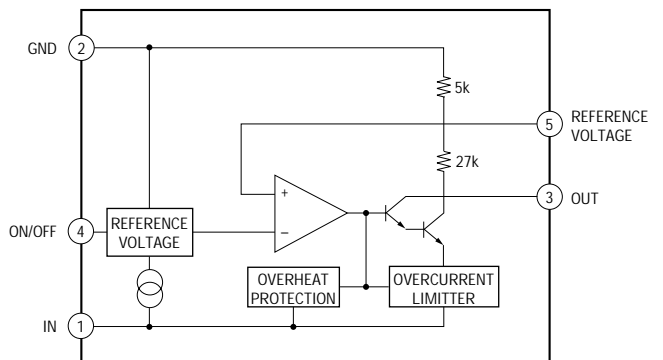 GND 2
5k
5 REFERENCE
VOLTAGE
27k
+
3 OUT
ON/OFF 4
REFERENCE
VOLTAGE
–
OVERHEAT
PROTECTION
OVERCURRENT
LIMITTER
IN 1